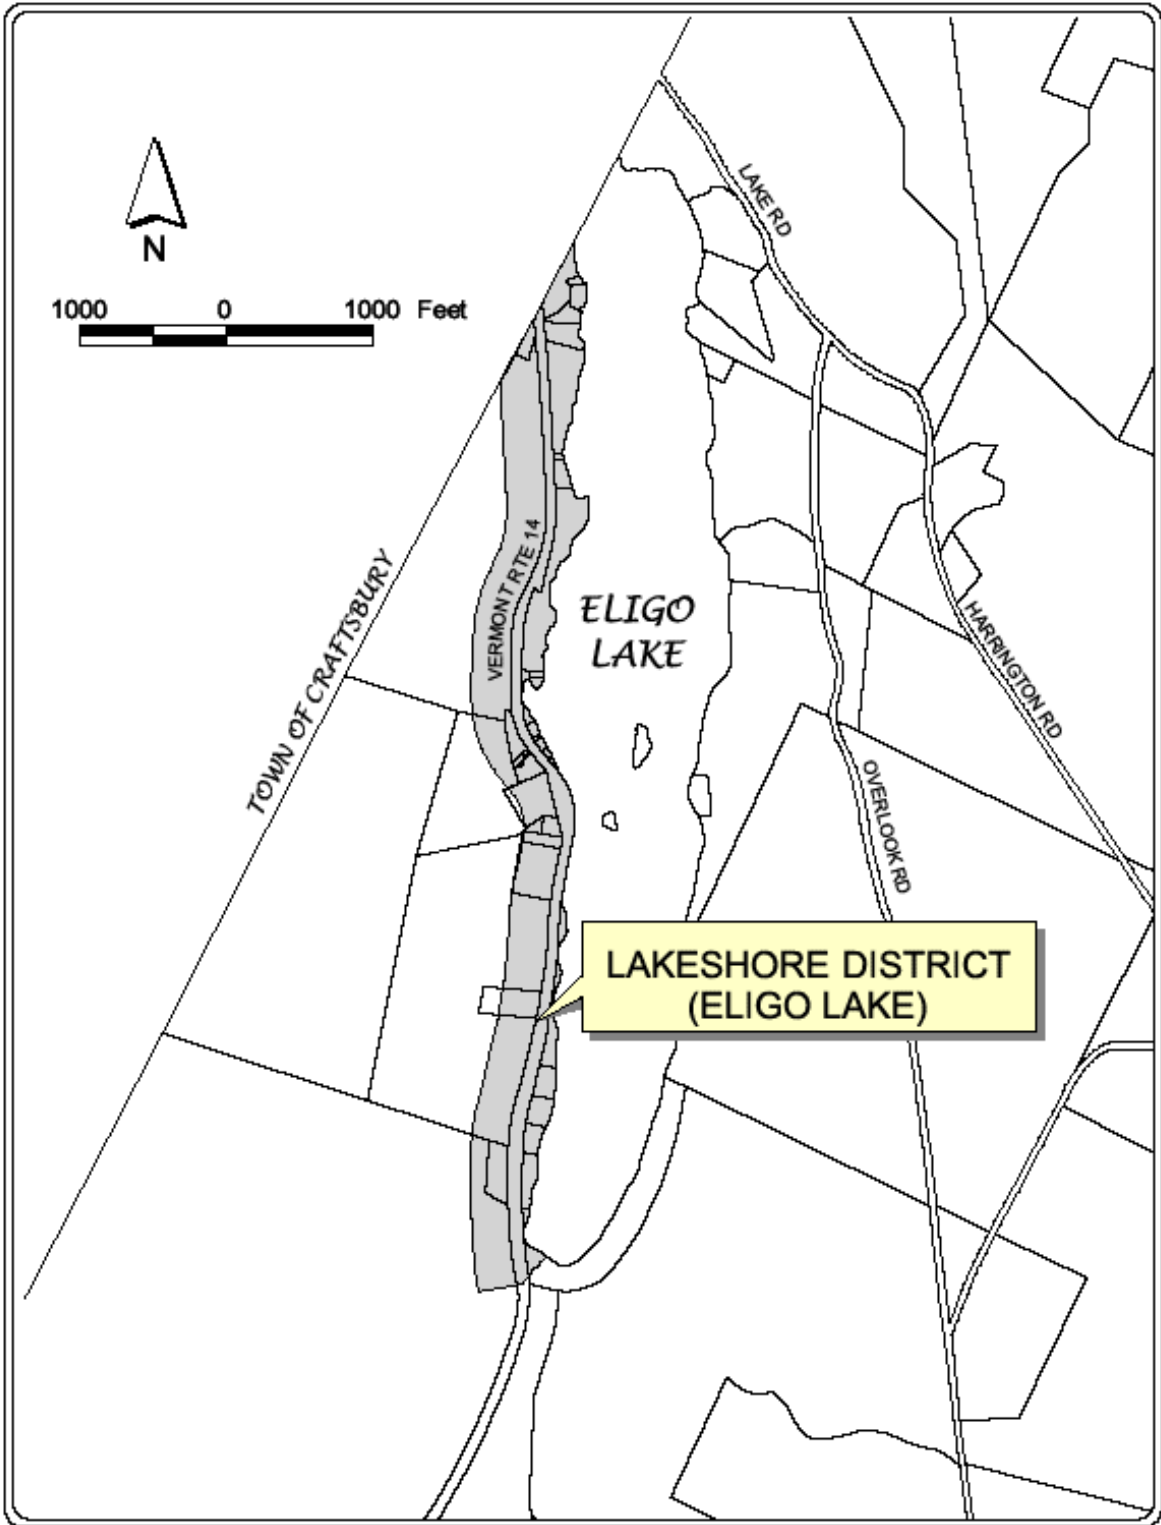 LAKE RD
N
1000 0 1000 Feet
VERMONT RTE 14
TOWN OF CRAFTSBURY
ELIGO
LAKE
HARRINGTON RD
OVERLOOK RD
LAKESHORE DISTRICT
(ELIGO LAKE)